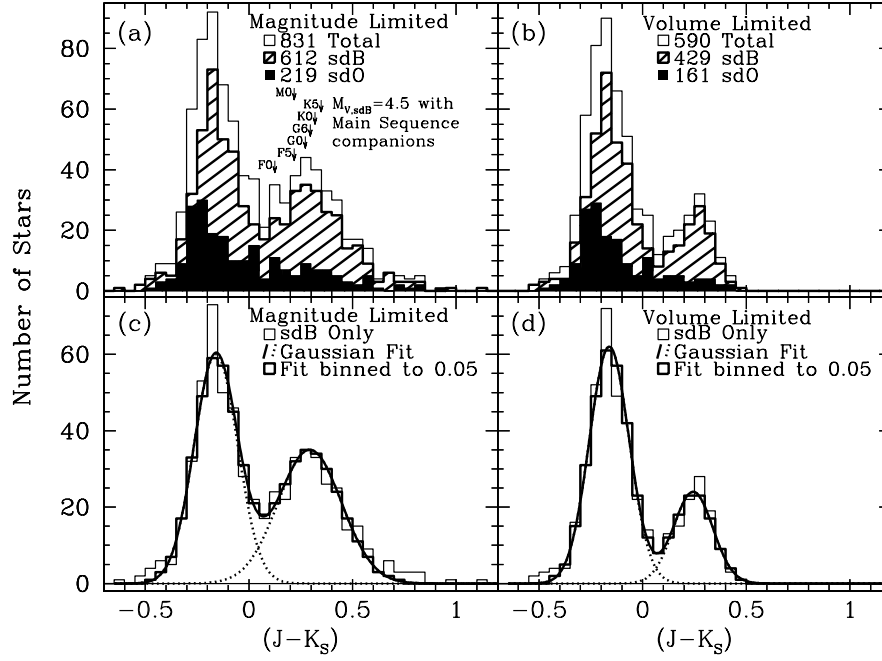 (a)
Magnitude Limited
831 Total
612 sdB
219 sdO
M0
K5
K0
G6
G0
F5
F0
M_V,sdB=4.5 with
Main Sequence
companions
(b)
Volume Limited
590 Total
429 sdB
161 sdO
(c)
Magnitude Limited
sdB Only
Gaussian Fit
Fit binned to 0.05
(d)
Volume Limited
sdB Only
Gaussian Fit
Fit binned to 0.05
Number of Stars
80
60
40
20
0
60
40
20
0
−0.5 0 0.5 1
−0.5 0 0.5 1
(J−K_S)
(J−K_S)